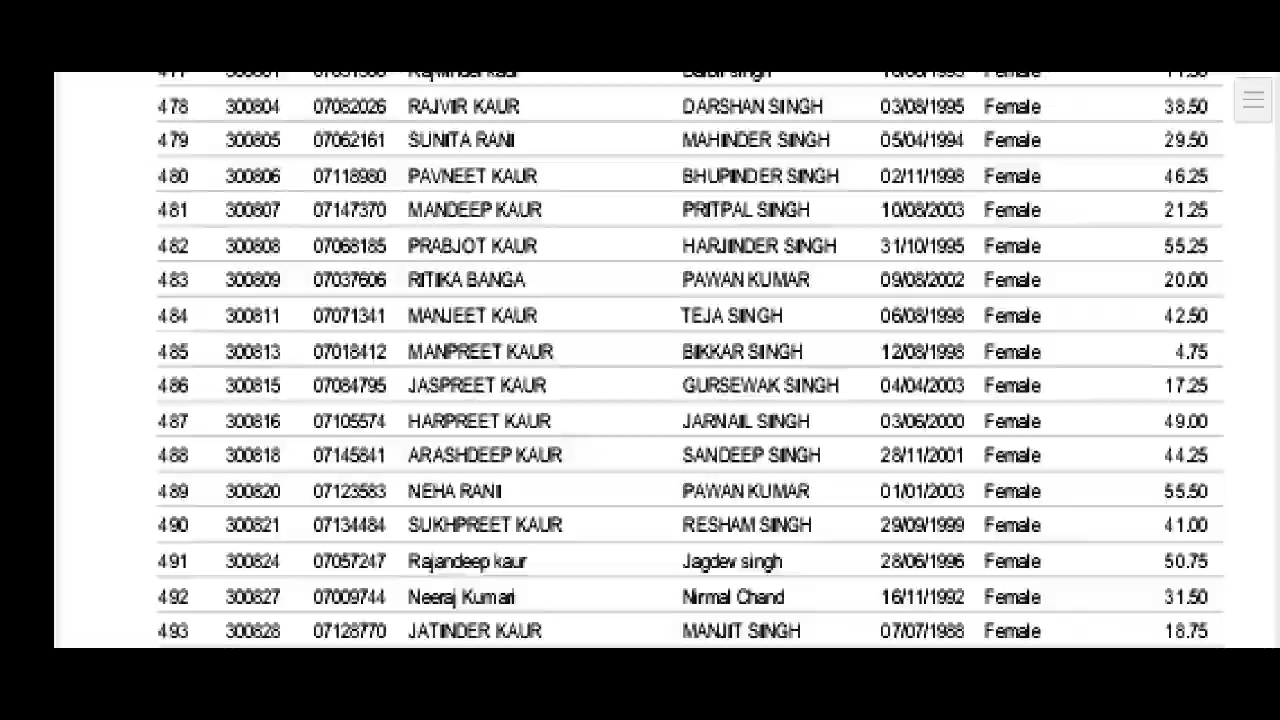 478 300804 07082026 RAJVIR KAUR DARSHAN SINGH 03/08/1995 Female 38.50
479 300805 07062161 SUNITA RANI MAHINDER SINGH 05/04/1994 Female 29.50
480 300806 07118980 PAVNEET KAUR BHUPINDER SINGH 02/11/1998 Female 46.25
481 300807 07147370 MANDEEP KAUR PRITPAL SINGH 10/08/2003 Female 21.25
482 300808 07068185 PRABJOT KAUR HARJINDER SINGH 31/10/1995 Female 55.25
483 300809 07037606 RITIKA BANGA PAWAN KUMAR 09/08/2002 Female 20.00
484 300811 07071341 MANJEET KAUR TEJA SINGH 06/08/1998 Female 42.50
485 300813 07018412 MANPREET KAUR BIKKAR SINGH 12/08/1998 Female 4.75
486 300815 07084795 JASPREET KAUR GURSEWAK SINGH 04/04/2003 Female 17.25
487 300816 07105574 HARPREET KAUR JARNAIL SINGH 03/06/2000 Female 49.00
488 300818 07145841 ARASHDEEP KAUR SANDEEP SINGH 28/11/2001 Female 44.25
489 300820 07123583 NEHA RANI PAWAN KUMAR 01/01/2003 Female 55.50
490 300821 07134484 SUKHPREET KAUR RESHAM SINGH 29/09/1999 Female 41.00
491 300824 07057247 Rajandeep kaur Jagdev singh 28/06/1996 Female 50.75
492 300827 07009744 Neeraj Kumari Nirmal Chand 16/11/1992 Female 31.50
493 300828 07128770 JATINDER KAUR MANJIT SINGH 07/07/1988 Female 18.75